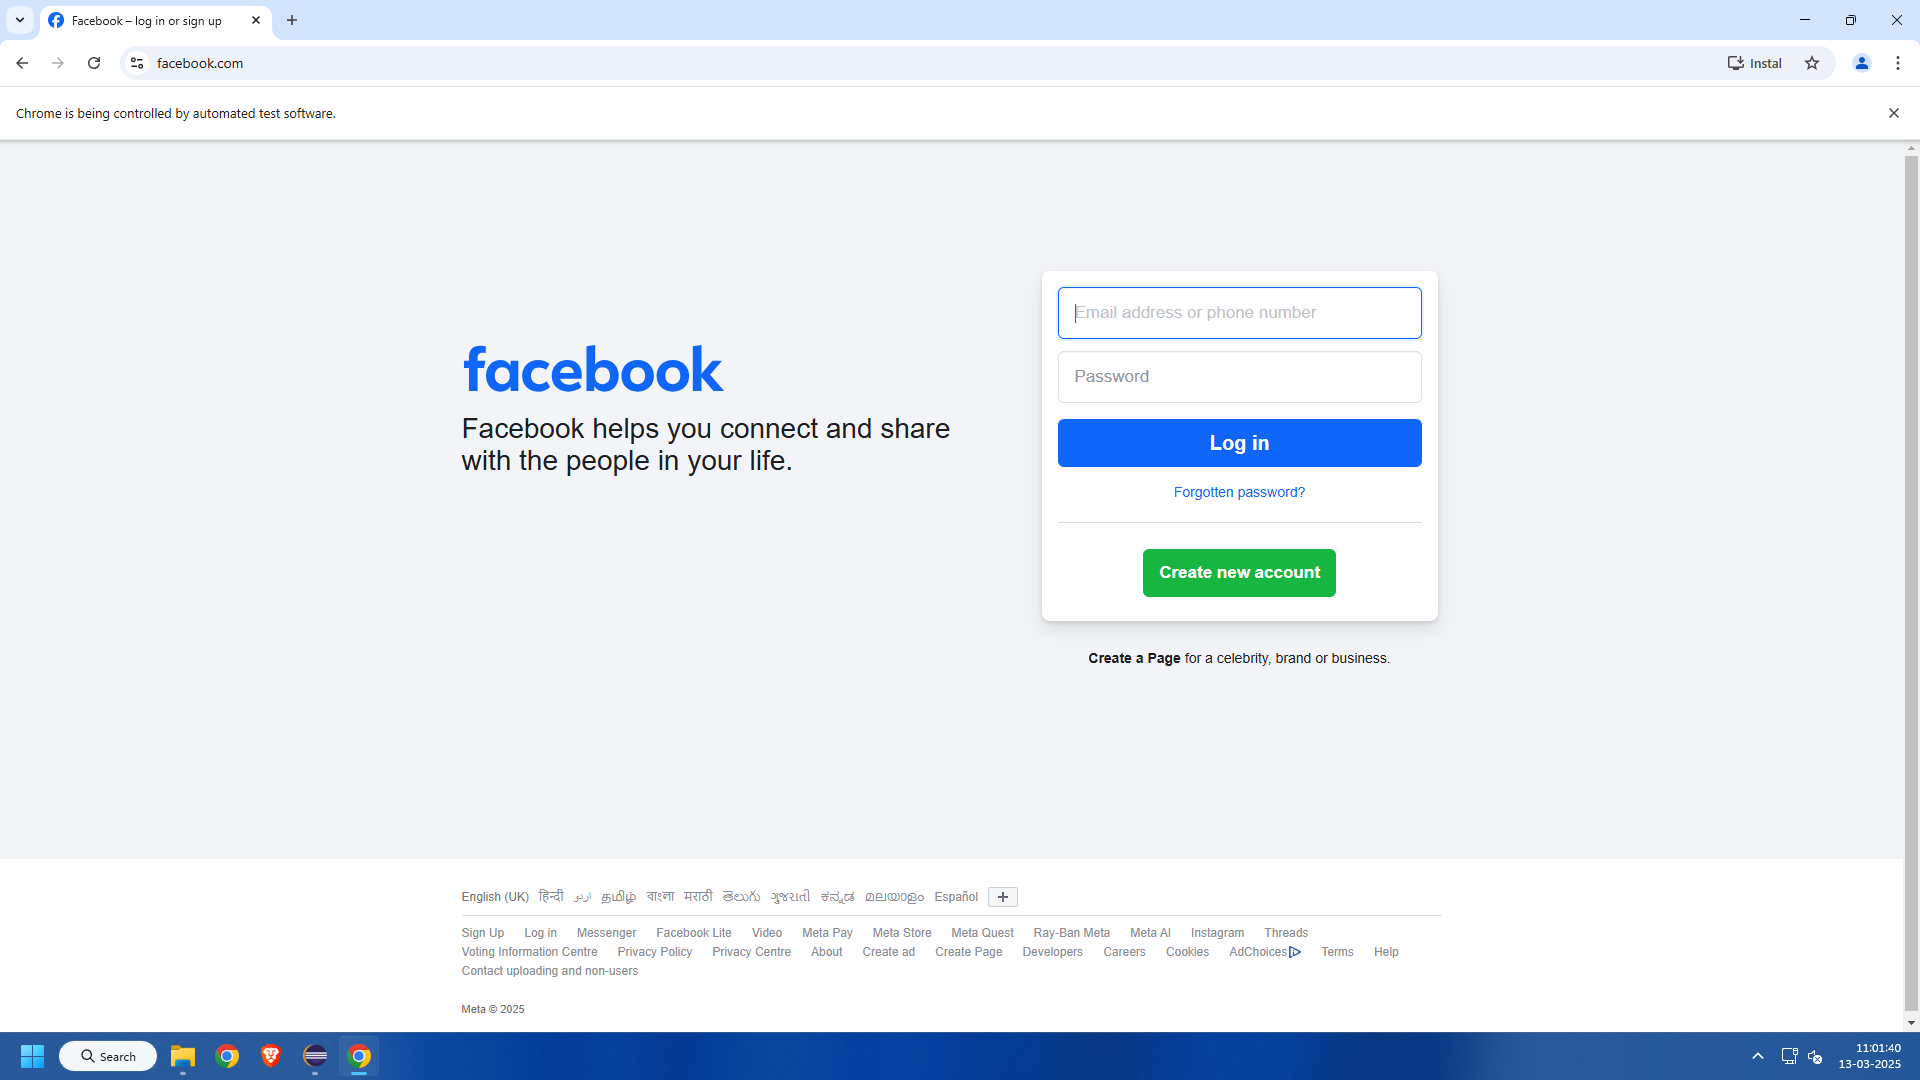 Facebook – log in or sign up
facebook.com
Instal
Chrome is being controlled by automated test software.
facebook
Facebook helps you connect and share
with the people in your life.
Email address or phone number
Password
Log in
Forgotten password?
Create new account
Create a Page for a celebrity, brand or business.
English (UK) हिन्दी اردو தமிழ் বাংলা मराठी తెలుగు ગુજરાતી ಕನ್ನಡ മലയാളം Español
Sign Up Log in Messenger Facebook Lite Video Meta Pay Meta Store Meta Quest Ray-Ban Meta Meta AI Instagram Threads
Voting Information Centre Privacy Policy Privacy Centre About Create ad Create Page Developers Careers Cookies AdChoices Terms Help
Contact uploading and non-users
Meta © 2025
Search
11:01:40
13-03-2025